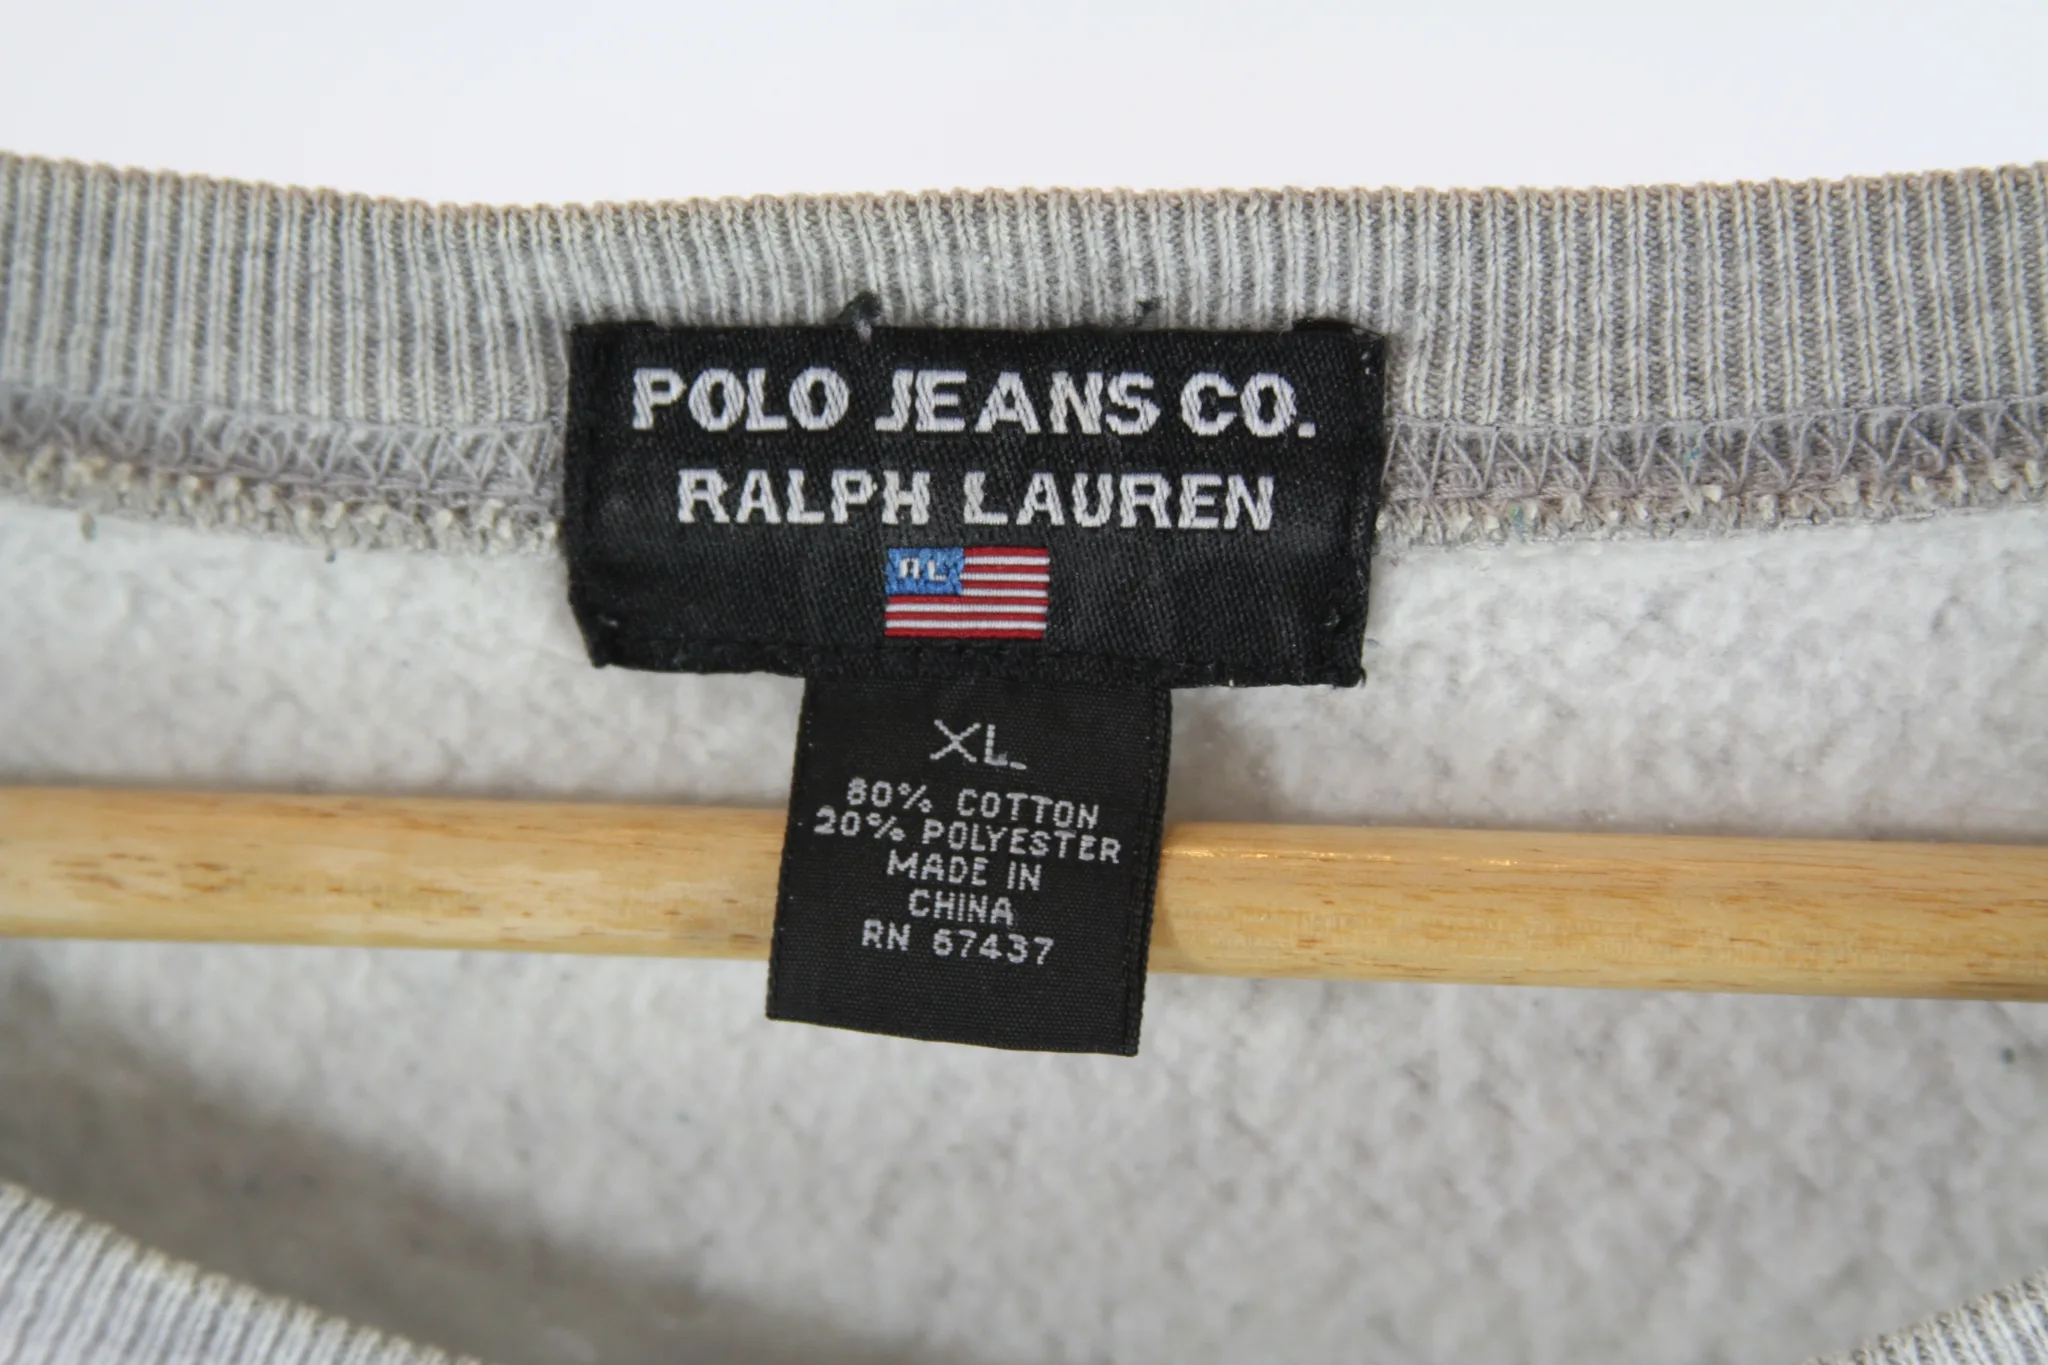 POLO JEANS CO.
RALPH LAUREN
RL
XL
80% COTTON
20% POLYESTER
MADE IN
CHINA
RN 67437